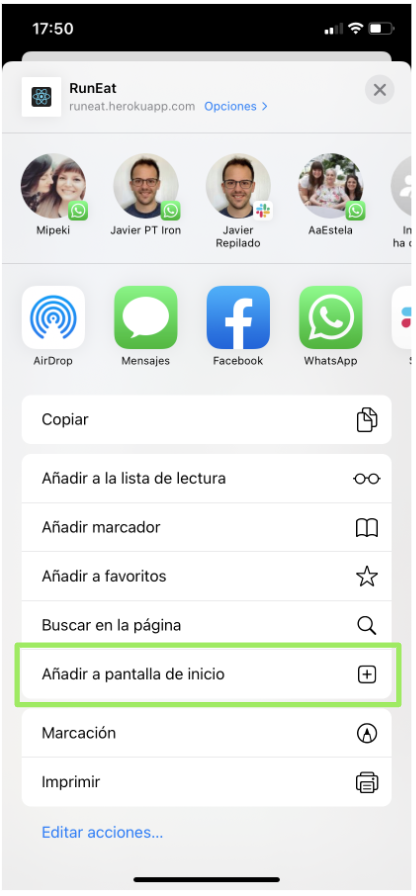 17:50
RunEat
runeat.herokuapp.com Opciones >
Mipeki
Javier PT Iron
Javier
Repilado
AaEstela
In
ha c
AirDrop
Mensajes
Facebook
WhatsApp
Copiar
Añadir a la lista de lectura
Añadir marcador
Añadir a favoritos
Buscar en la página
Añadir a pantalla de inicio
Marcación
Imprimir
Editar acciones...